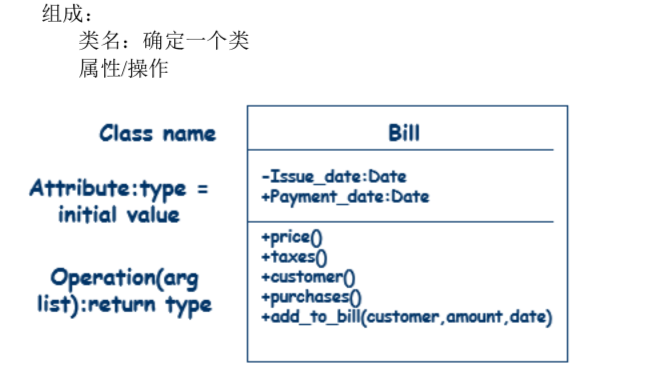 组成：
类名：确定一个类
属性/操作
Class name
Bill
Attribute:type =
initial value
-Issue_date:Date
+Payment_date:Date
Operation(arg
list):return type
+price()
+taxes()
+customer()
+purchases()
+add_to_bill(customer,amount,date)